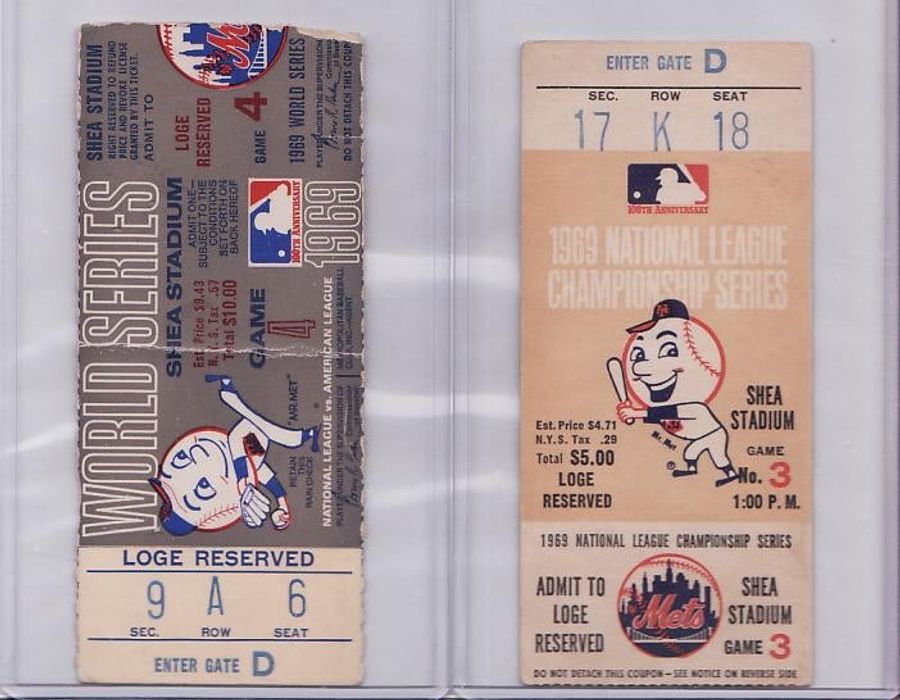 SHEA STADIUM
RIGHT RESERVED TO REFUND
PRICE AND REVOKE LICENSE
GRANTED BY THIS TICKET
ADMIT TO
LOGE
RESERVED
Mets
GAME 4
1969 WORLD SERIES
PLAYED UNDER THE SUPERVISION
DO NOT DETACH THIS COUPON
WORLD SERIES
SHEA STADIUM
ADMIT ONE—
SUBJECT TO THE
CONDITIONS
SET FORTH ON
BACK HEREOF
Est. Price $9.43
N.Y.S. Tax .57
Total $10.00
GAME
4
100TH ANNIVERSARY
1969
"MR. MET"
®
RETAIN
THIS
RAIN CHECK
NATIONAL LEAGUE vs. AMERICAN LEAGUE
METROPOLITAN BASEBALL
LOGE RESERVED
9 A 6
SEC. ROW SEAT
ENTER GATE D
ENTER GATE D
SEC. ROW SEAT
17 K 18
100TH ANNIVERSARY
1969 NATIONAL LEAGUE
CHAMPIONSHIP SERIES
Est. Price $4.71
N.Y.S. Tax .29
Total $5.00
LOGE
RESERVED
Mr. Met
®
SHEA
STADIUM
GAME
No. 3
1:00 P.M.
1969 NATIONAL LEAGUE CHAMPIONSHIP SERIES
ADMIT TO
LOGE
RESERVED
Mets
SHEA
STADIUM
GAME 3
DO NOT DETACH THIS COUPON—SEE NOTICE ON REVERSE SIDE